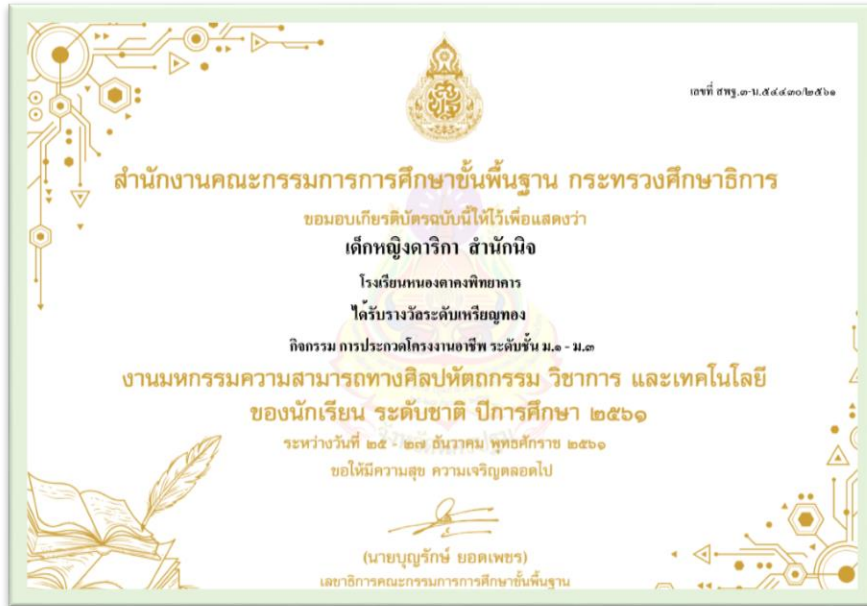 เลขที่ สพฐ.๓-น.๕๔๔๓๐/๒๕๖๑
สำนักงานคณะกรรมการการศึกษาขั้นพื้นฐาน กระทรวงศึกษาธิการ
ขอมอบเกียรติบัตรฉบับนี้ให้ไว้เพื่อแสดงว่า
เด็กหญิงดาริกา สำนักนิจ
โรงเรียนหนองตาคงพิทยาคาร
ได้รับรางวัลระดับเหรียญทอง
กิจกรรม การประกวดโครงงานอาชีพ ระดับชั้น ม.๑ - ม.๓
งานมหกรรมความสามารถทางศิลปหัตถกรรม วิชาการ และเทคโนโลยี
ของนักเรียน ระดับชาติ ปีการศึกษา ๒๕๖๑
ระหว่างวันที่ ๒๕ - ๒๗ ธันวาคม พุทธศักราช ๒๕๖๑
ขอให้มีความสุข ความเจริญตลอดไป
(นายบุญรักษ์ ยอดเพชร)
เลขาธิการคณะกรรมการการศึกษาขั้นพื้นฐาน